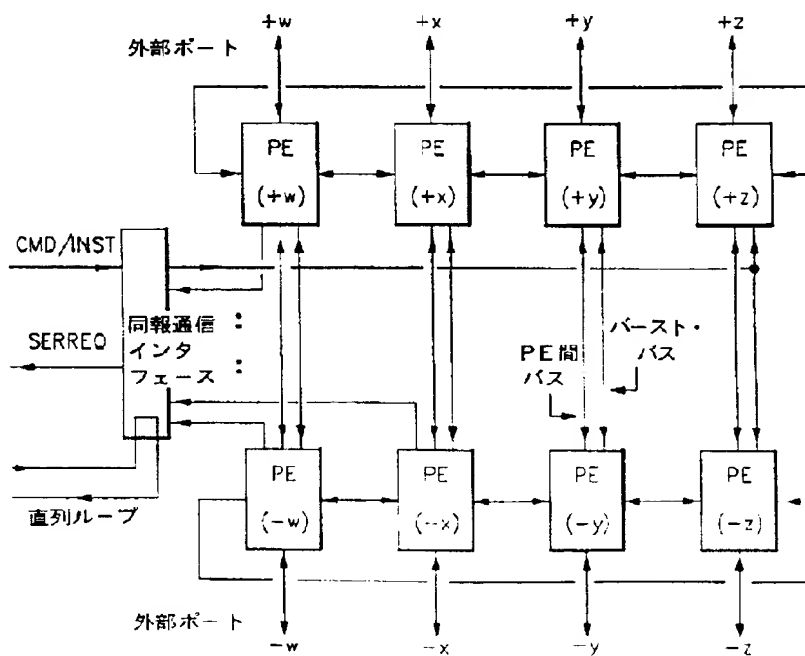 +w
+x
+y
+z
外部ポート
PE
(+w)
PE
(+x)
PE
(+y)
PE
(+z)
CMD/INST
同報通信
インタ
フェース
SERREQ
バースト・
バス
PE間
バス
PE
(-w)
PE
(-x)
PE
(-y)
PE
(-z)
直列ループ
外部ポート
-w
-x
-y
-z